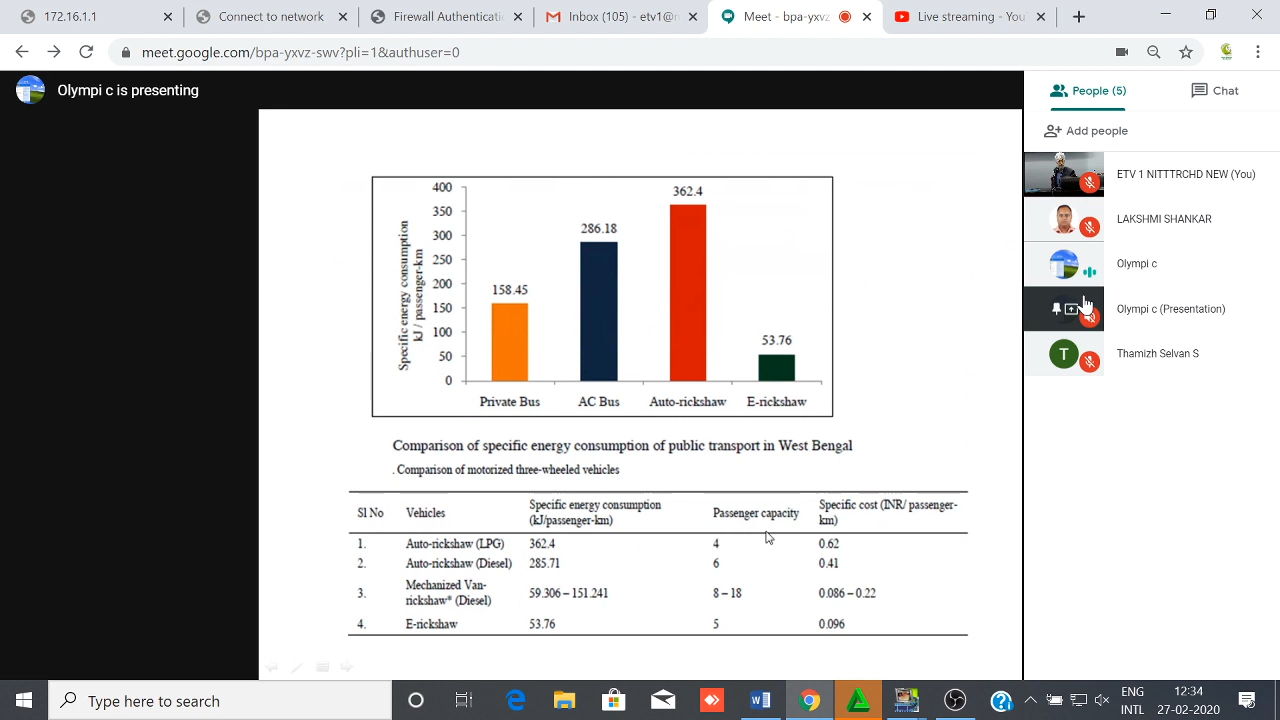 172.16.1
Connect to network
Firewall Authenticati
Inbox (105) etv1@n
Meet - bpa-yxvz
Live streaming - You
meet.google.com/bpa-yxvz-swv?pli=1&authuser=0
Olympi c is presenting
People (5)
Chat
Add people
ETV 1 NITTTRCHD NEW (You)
LAKSHMI SHANKAR
Olympi c
Olympi c (Presentation)
T
Thamizh Selvan S
Specific energy consumption
kJ / passenger-km
400
350
300
250
200
150
100
50
0
158.45
286.18
362.4
53.76
Private Bus
AC Bus
Auto-rickshaw
E-rickshaw
Comparison of specific energy consumption of public transport in West Bengal
. Comparison of motorized three-wheeled vehicles
Sl No Vehicles Specific energy consumption (kJ/passenger-km) Passenger capacity Specific cost (INR/ passenger-km)
1. Auto-rickshaw (LPG) 362.4 4 0.62
2. Auto-rickshaw (Diesel) 285.71 6 0.41
3. Mechanized Van-rickshaw* (Diesel) 59.306 – 151.241 8 – 18 0.086 – 0.22
4. E-rickshaw 53.76 5 0.096
Type here to search
ENG
INTL
12:34
27-02-2020